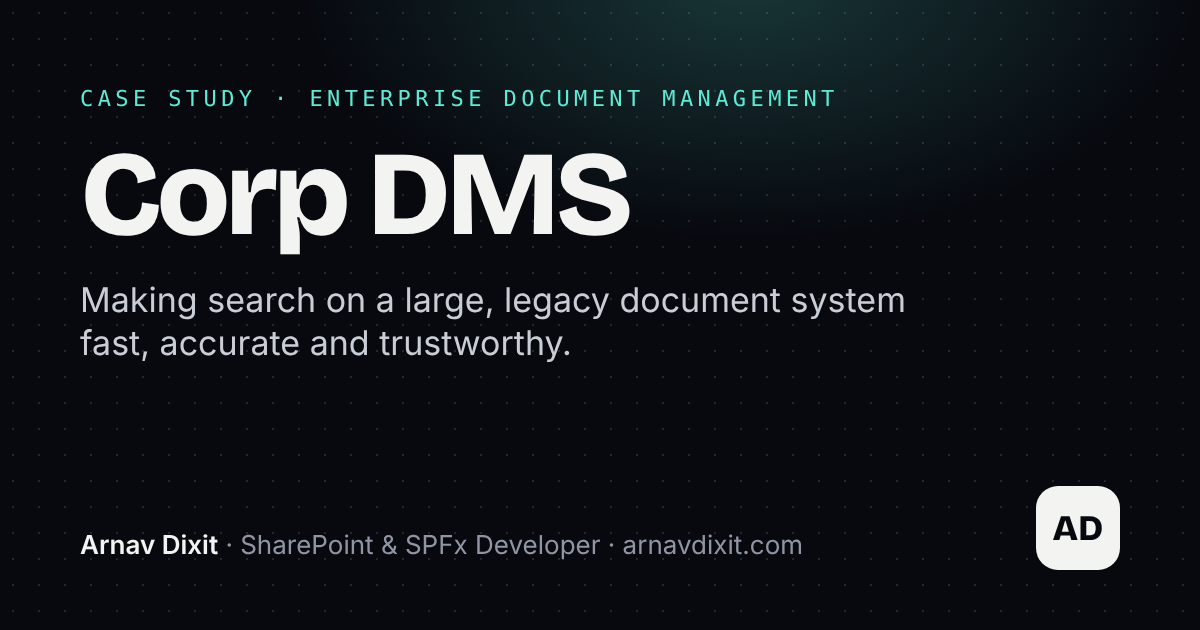 CASE STUDY · ENTERPRISE DOCUMENT MANAGEMENT
Corp DMS
Making search on a large, legacy document system
fast, accurate and trustworthy.
Arnav Dixit · SharePoint & SPFx Developer · arnavdixit.com
AD